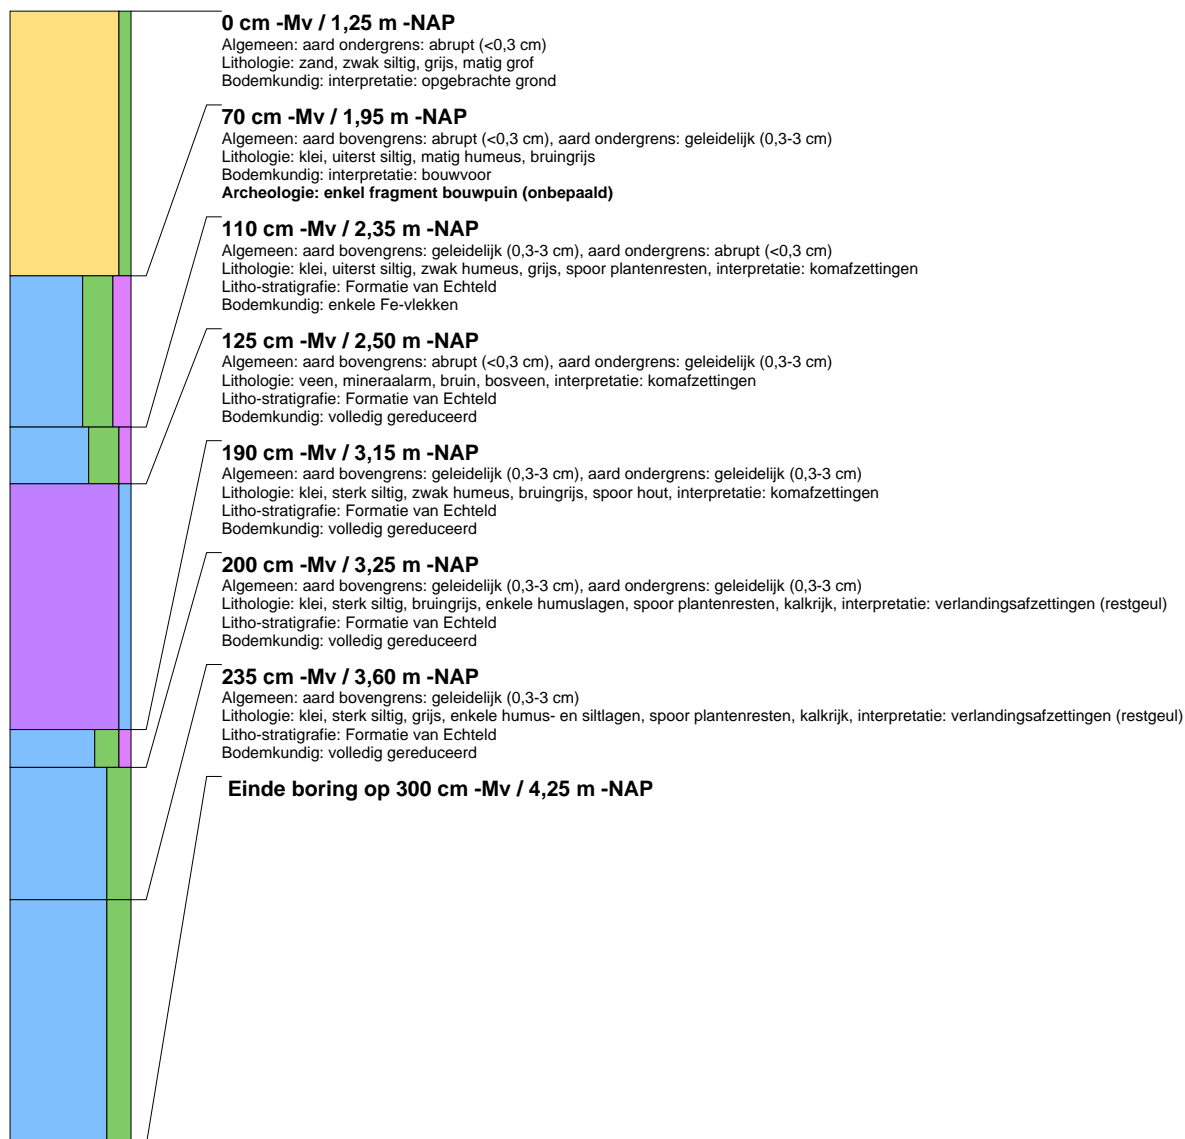 0 cm -Mv / 1,25 m -NAP
Algemeen: aard ondergrens: abrupt (<0,3 cm)
Lithologie: zand, zwak siltig, grijs, matig grof
Bodemkundig: interpretatie: opgebrachte grond
70 cm -Mv / 1,95 m -NAP
Algemeen: aard bovengrens: abrupt (<0,3 cm), aard ondergrens: geleidelijk (0,3-3 cm)
Lithologie: klei, uiterst siltig, matig humeus, bruingrijs
Bodemkundig: interpretatie: bouwvoor
Archeologie: enkel fragment bouwpuin (onbepaald)
110 cm -Mv / 2,35 m -NAP
Algemeen: aard bovengrens: geleidelijk (0,3-3 cm), aard ondergrens: abrupt (<0,3 cm)
Lithologie: klei, uiterst siltig, zwak humeus, grijs, spoor plantenresten, interpretatie: komafzettingen
Litho-stratigrafie: Formatie van Echteld
Bodemkundig: enkele Fe-vlekken
125 cm -Mv / 2,50 m -NAP
Algemeen: aard bovengrens: abrupt (<0,3 cm), aard ondergrens: geleidelijk (0,3-3 cm)
Lithologie: veen, mineraalarm, bruin, bosveen, interpretatie: komafzettingen
Litho-stratigrafie: Formatie van Echteld
Bodemkundig: volledig gereduceerd
190 cm -Mv / 3,15 m -NAP
Algemeen: aard bovengrens: geleidelijk (0,3-3 cm), aard ondergrens: geleidelijk (0,3-3 cm)
Lithologie: klei, sterk siltig, zwak humeus, bruingrijs, spoor hout, interpretatie: komafzettingen
Litho-stratigrafie: Formatie van Echteld
Bodemkundig: volledig gereduceerd
200 cm -Mv / 3,25 m -NAP
Algemeen: aard bovengrens: geleidelijk (0,3-3 cm), aard ondergrens: geleidelijk (0,3-3 cm)
Lithologie: klei, sterk siltig, bruingrijs, enkele humuslagen, spoor plantenresten, kalkrijk, interpretatie: verlandingsafzettingen (restgeul)
Litho-stratigrafie: Formatie van Echteld
Bodemkundig: volledig gereduceerd
235 cm -Mv / 3,60 m -NAP
Algemeen: aard bovengrens: geleidelijk (0,3-3 cm)
Lithologie: klei, sterk siltig, grijs, enkele humus- en siltlagen, spoor plantenresten, kalkrijk, interpretatie: verlandingsafzettingen (restgeul)
Litho-stratigrafie: Formatie van Echteld
Bodemkundig: volledig gereduceerd
Einde boring op 300 cm -Mv / 4,25 m -NAP